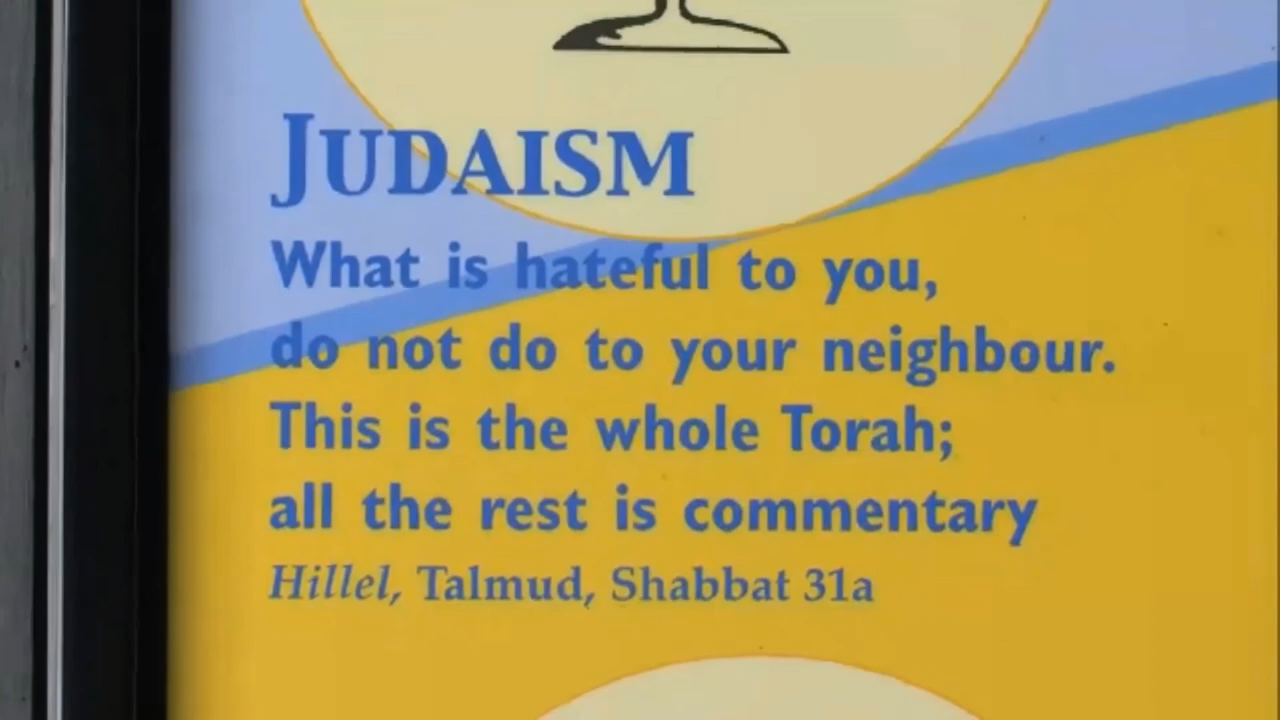 JUDAISM
What is hateful to you,
do not do to your neighbour.
This is the whole Torah;
all the rest is commentary
Hillel, Talmud, Shabbat 31a